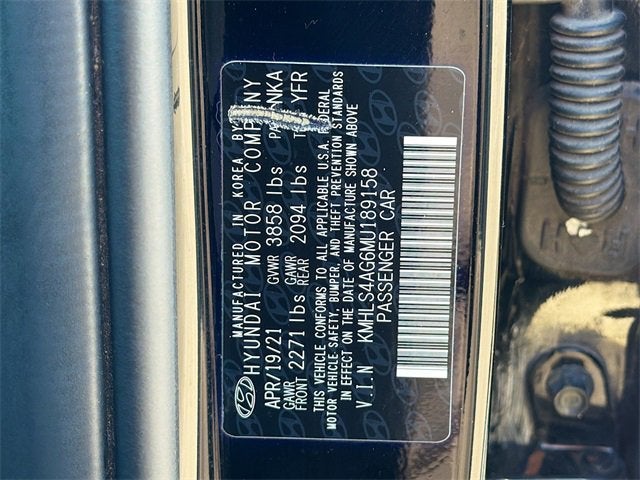 MANUFACTURED IN KOREA BY
HYUNDAI MOTOR COMPANY
APR/19/21 GVWR 3858 lbs NKA
GAWR FRONT 2271 lbs GAWR REAR 2094 lbs YFR
THIS VEHICLE CONFORMS TO ALL APPLICABLE U.S.A.
MOTOR VEHICLE SAFETY, BUMPER, AND THEFT PREVENTION STANDARDS
IN EFFECT ON THE DATE OF MANUFACTURE SHOWN ABOVE
V.I.N KMHLS4AG6MU189158
PASSENGER CAR